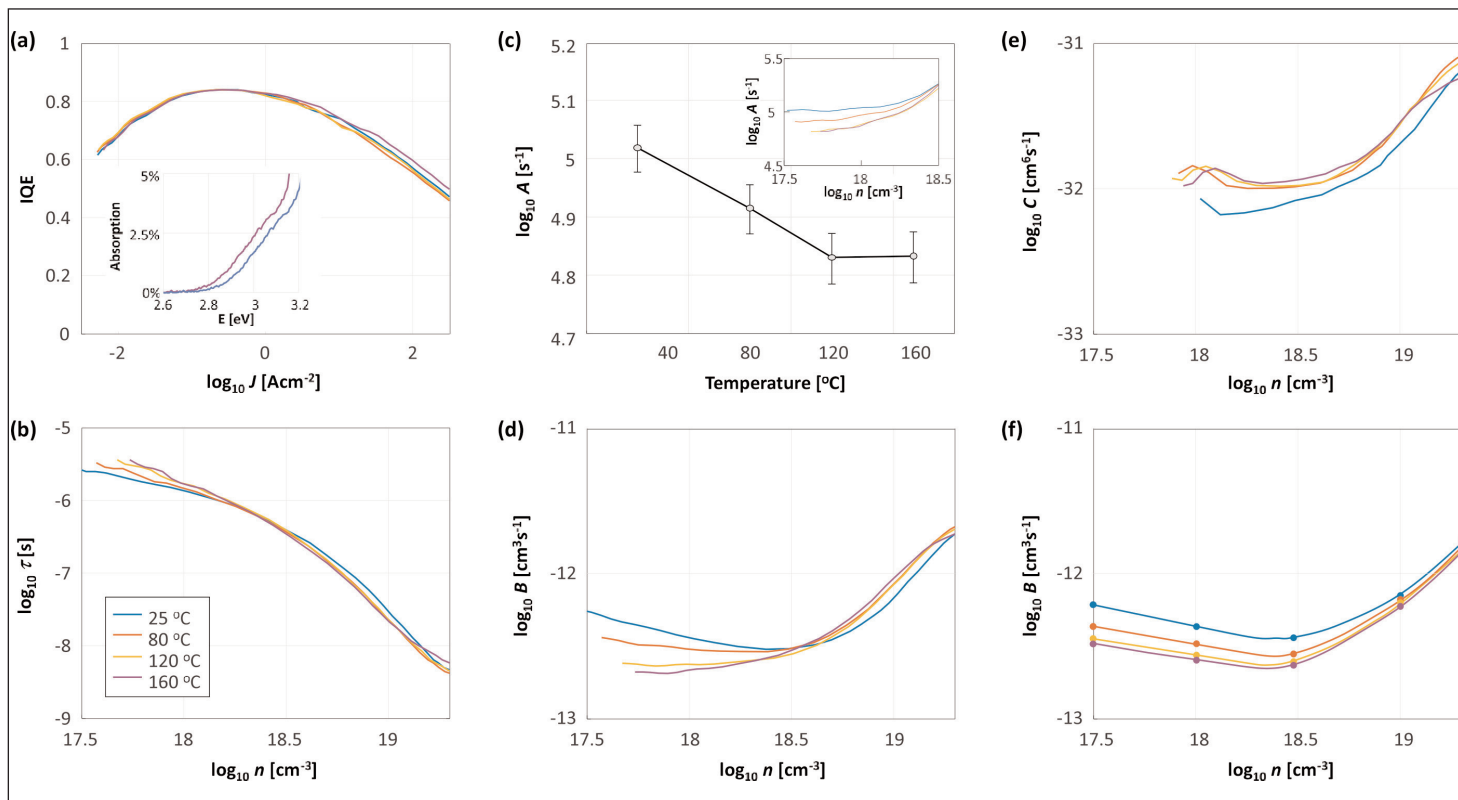 (a)
1
0.8
0.6
0.4
0.2
0
IQE
-2
0
2
log10 J [Acm-2]
5%
2.5%
0%
Absorption
2.6
2.8
3
3.2
E [eV]
(c)
5.2
5.1
5
4.9
4.8
4.7
log10 A [s-1]
40
80
120
160
Temperature [oC]
5.5
5
4.5
log10 A [s-1]
17.5
18
18.5
log10 n [cm-3]
(e)
-31
-32
-33
log10 C [cm6s-1]
17.5
18
18.5
19
log10 n [cm-3]
(b)
-5
-6
-7
-8
-9
log10 τ [s]
25 oC
80 oC
120 oC
160 oC
17.5
18
18.5
19
log10 n [cm-3]
(d)
-11
-12
-13
log10 B [cm3s-1]
17.5
18
18.5
19
log10 n [cm-3]
(f)
-11
-12
-13
log10 B [cm3s-1]
17.5
18
18.5
19
log10 n [cm-3]